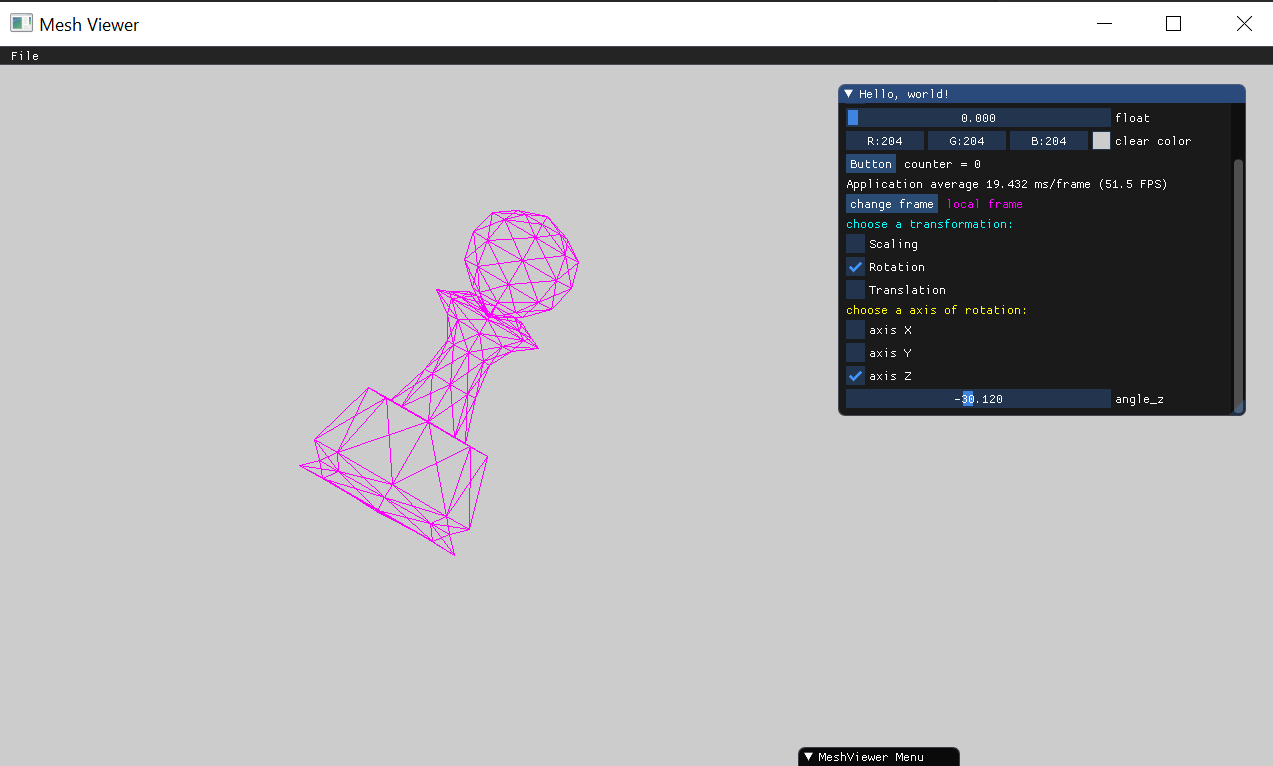 Mesh Viewer
File
Hello, world!
0.000 float
R:204 G:204 B:204 clear color
Button counter = 0
Application average 19.432 ms/frame (51.5 FPS)
change frame local frame
choose a transformation:
Scaling
Rotation
Translation
choose a axis of rotation:
axis X
axis Y
axis Z
-30.120 angle_z
MeshViewer Menu